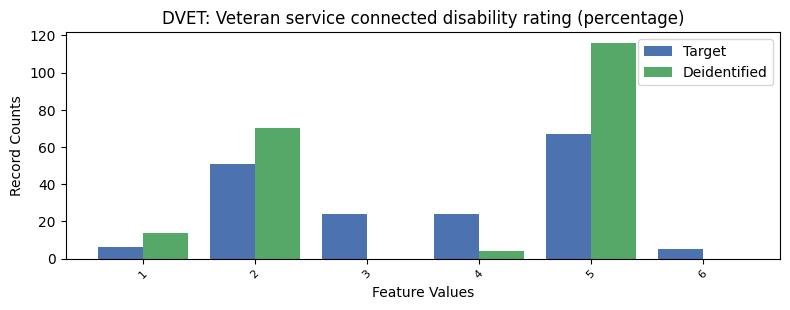 DVET: Veteran service connected disability rating (percentage)
Target
Deidentified
120
100
80
60
40
20
0
Record Counts
1 2 3 4 5 6
Feature Values